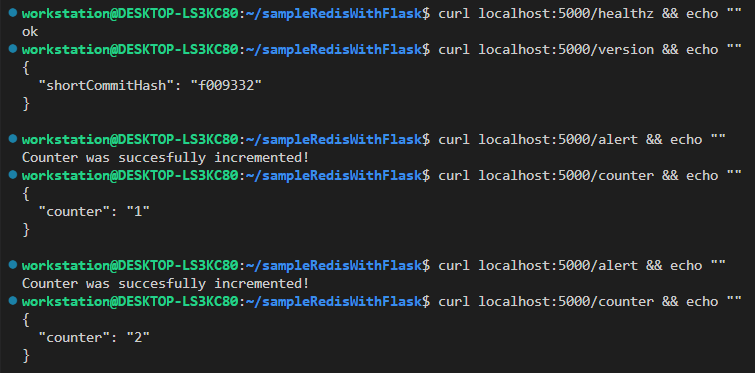 workstation@DESKTOP-LS3KC80:~/sampleRedisWithFlask$ curl localhost:5000/healthz && echo ""
ok
workstation@DESKTOP-LS3KC80:~/sampleRedisWithFlask$ curl localhost:5000/version && echo ""
{
  "shortCommitHash": "f009332"
}
workstation@DESKTOP-LS3KC80:~/sampleRedisWithFlask$ curl localhost:5000/alert && echo ""
Counter was succesfully incremented!
workstation@DESKTOP-LS3KC80:~/sampleRedisWithFlask$ curl localhost:5000/counter && echo ""
{
  "counter": "1"
}
workstation@DESKTOP-LS3KC80:~/sampleRedisWithFlask$ curl localhost:5000/alert && echo ""
Counter was succesfully incremented!
workstation@DESKTOP-LS3KC80:~/sampleRedisWithFlask$ curl localhost:5000/counter && echo ""
{
  "counter": "2"
}